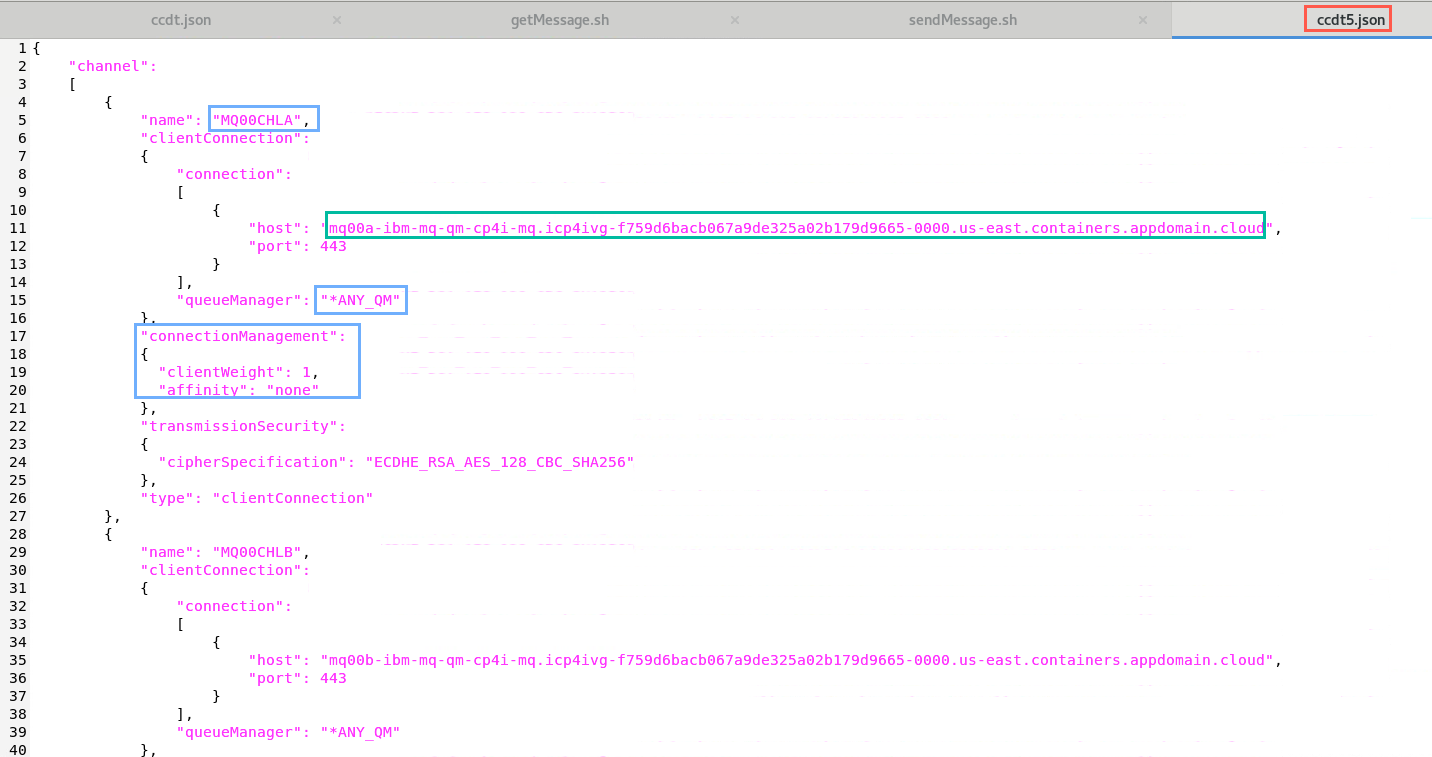 ccdt.json × getMessage.sh × sendMessage.sh × ccdt5.json
1 {
2     "channel":
3     [
4         {
5             "name": "MQ00CHLA",
6             "clientConnection":
7             {
8                 "connection":
9                 [
10                     {
11                         "host": "mq00a-ibm-mq-qm-cp4i-mq.icp4ivg-f759d6bacb067a9de325a02b179d9665-0000.us-east.containers.appdomain.cloud",
12                         "port": 443
13                     }
14                 ],
15                 "queueManager": "*ANY_QM"
16             },
17             "connectionManagement":
18             {
19               "clientWeight": 1,
20               "affinity": "none"
21             },
22             "transmissionSecurity":
23             {
24               "cipherSpecification": "ECDHE_RSA_AES_128_CBC_SHA256"
25             },
26             "type": "clientConnection"
27         },
28         {
29             "name": "MQ00CHLB",
30             "clientConnection":
31             {
32                 "connection":
33                 [
34                     {
35                         "host": "mq00b-ibm-mq-qm-cp4i-mq.icp4ivg-f759d6bacb067a9de325a02b179d9665-0000.us-east.containers.appdomain.cloud",
36                         "port": 443
37                     }
38                 ],
39                 "queueManager": "*ANY_QM"
40             },